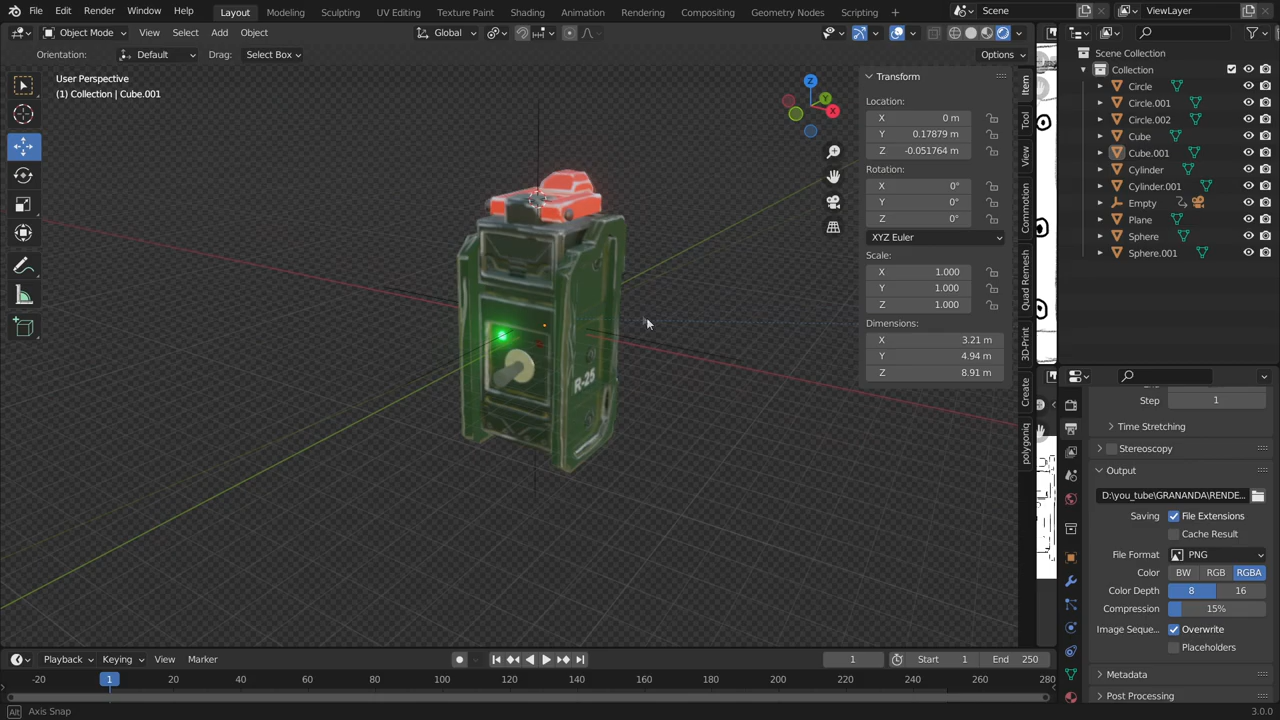 File Edit Render Window Help Layout Modeling Sculpting UV Editing Texture Paint Shading Animation Rendering Compositing Geometry Nodes Scripting + Scene ViewLayer
Object Mode View Select Add Object Global
Orientation: Default Drag: Select Box Options
User Perspective
(1) Collection | Cube.001
Z
Y
X
Transform
Location:
X 0 m
Y 0.17879 m
Z -0.051764 m
Rotation:
X 0°
Y 0°
Z 0°
XYZ Euler
Scale:
X 1.000
Y 1.000
Z 1.000
Dimensions:
X 3.21 m
Y 4.94 m
Z 8.91 m
Item
Tool
View
Commotion
Quad Remesh
3D-Print
Create
polygoniq
R-25
Scene Collection
Collection
Circle
Circle.001
Circle.002
Cube
Cube.001
Cylinder
Cylinder.001
Empty
Plane
Sphere
Sphere.001
Step 1
Time Stretching
Stereoscopy
Output
D:\you_tube\GRANANDA\RENDE...
Saving File Extensions
Cache Result
File Format PNG
Color BW RGB RGBA
Color Depth 8 16
Compression 15%
Image Seque... Overwrite
Placeholders
Metadata
Post Processing
Playback Keying View Marker 1 Start 1 End 250
-20 1 20 40 60 80 100 120 140 160 180 200 220 240 260 280
Alt Axis Snap 3.0.0